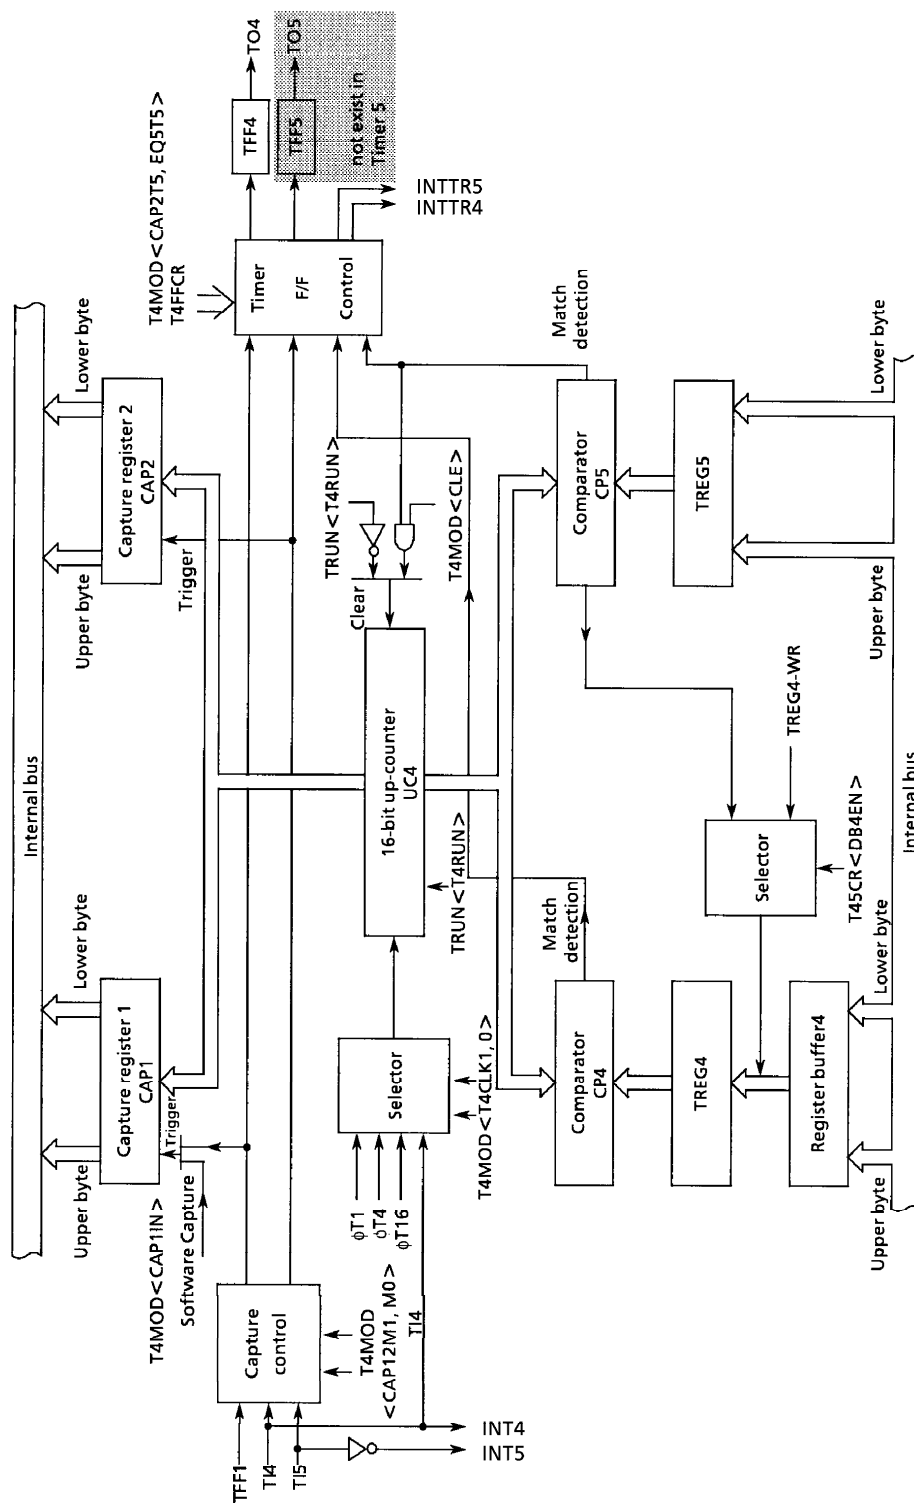 Internal bus
Upper byte
Lower byte
Upper byte
Lower byte
Capture register 1
CAP1
Capture register 2
CAP2
T4MOD<CAP1IN>
Software Capture
Trigger
Trigger
T4MOD<CAP2T5, EQ5T5>
T4FFCR
TFF1
TI4
TI5
Capture
control
T4MOD
<CAP12M1, M0>
TI4
INT4
INT5
Timer
F/F
Control
TFF4
TO4
TFF5
TO5
not exist in
Timer 5
INTTR5
INTTR4
ϕT1
ϕT4
ϕT16
Selector
T4MOD<T4CLK1, 0>
16-bit up-counter
UC4
TRUN<T4RUN>
Clear
TRUN<T4RUN>
T4MOD<CLE>
Match
detection
Match
detection
Comparator
CP4
Comparator
CP5
TREG4
TREG5
Selector
TREG4-WR
T45CR<DB4EN>
Register buffer4
Upper byte
Lower byte
Upper byte
Lower byte
Internal bus